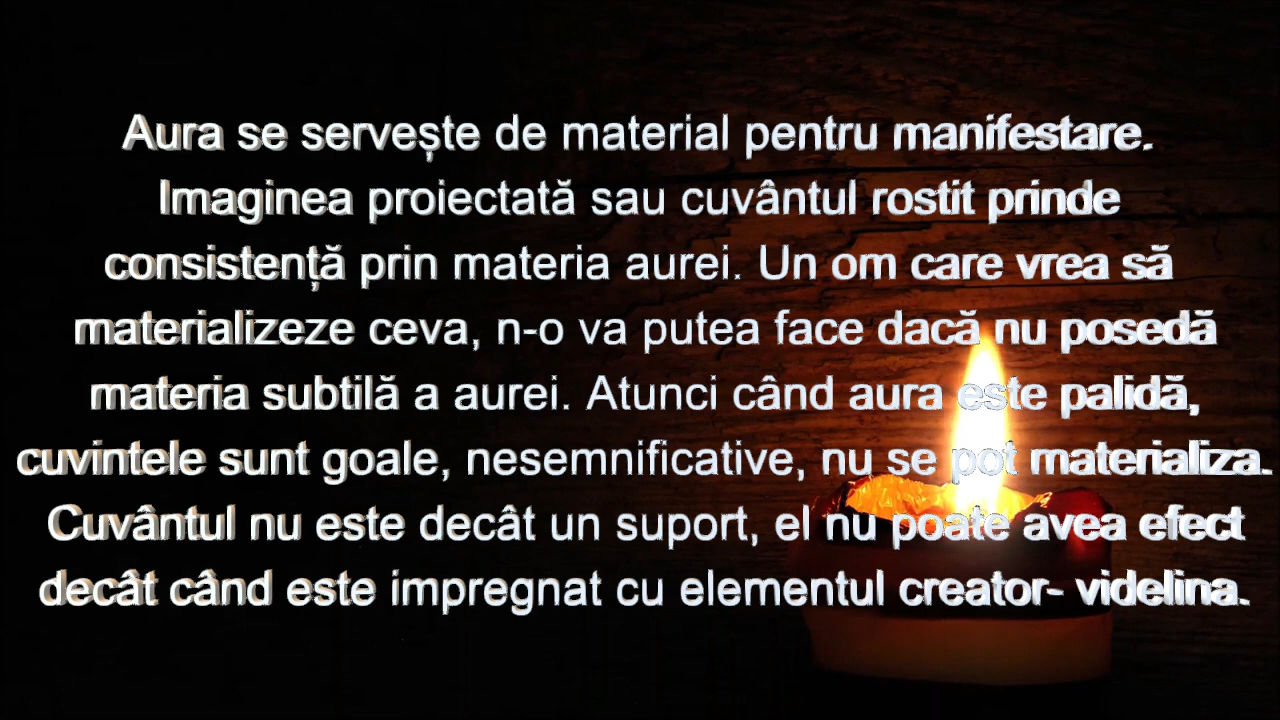 Aura se servește de material pentru manifestare.
Imaginea proiectată sau cuvântul rostit prinde
consistență prin materia aurei. Un om care vrea să
materializeze ceva, n-o va putea face dacă nu posedă
materia subtilă a aurei. Atunci când aura este palidă,
cuvintele sunt goale, nesemnificative, nu se pot materializa.
Cuvântul nu este decât un suport, el nu poate avea efect
decât când este impregnat cu elementul creator- videlina.